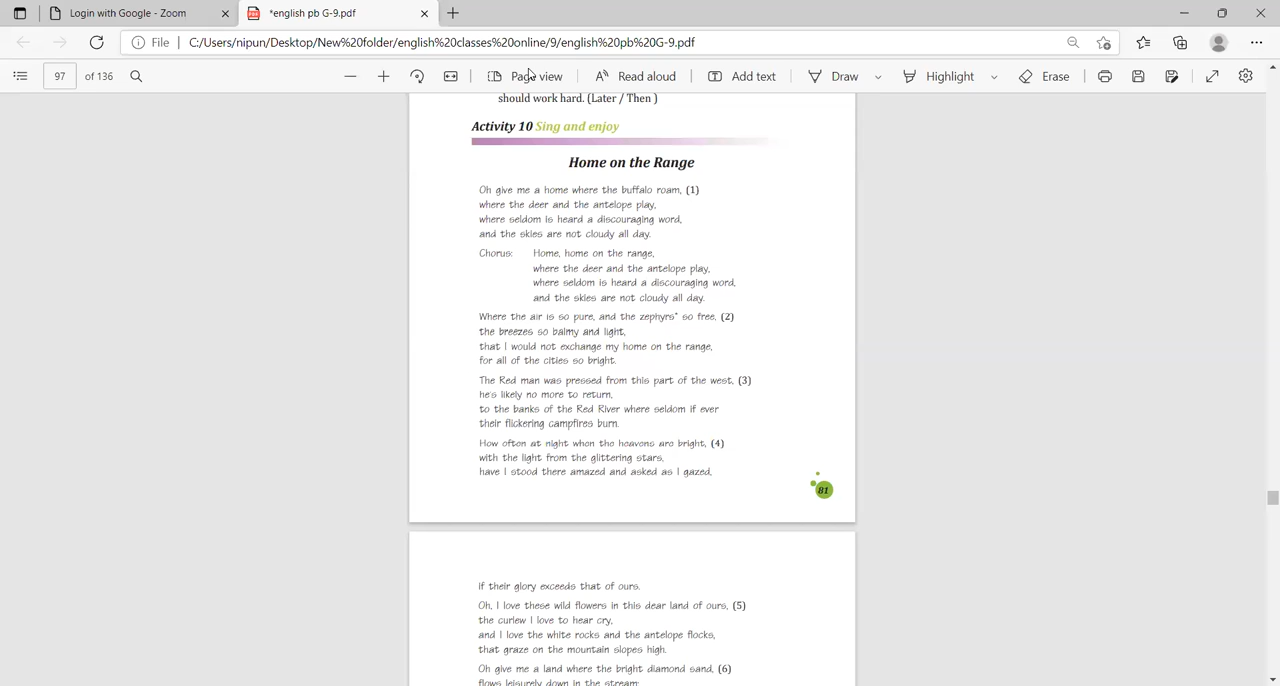 Login with Google - Zoom
*english pb G-9.pdf
File | C:/Users/nipun/Desktop/New%20folder/english%20classes%20online/9/english%20pb%20G-9.pdf
97 of 136
Page view
Read aloud
Add text
Draw
Highlight
Erase
should work hard. (Later / Then )
Activity 10 Sing and enjoy
Home on the Range
Oh give me a home where the buffalo roam, (1)
where the deer and the antelope play,
where seldom is heard a discouraging word,
and the skies are not cloudy all day.
Chorus: Home, home on the range,
where the deer and the antelope play,
where seldom is heard a discouraging word,
and the skies are not cloudy all day.
Where the air is so pure, and the zephyrs* so free, (2)
the breezes so balmy and light,
that I would not exchange my home on the range,
for all of the cities so bright.
The Red man was pressed from this part of the west, (3)
he's likely no more to return,
to the banks of the Red River where seldom if ever
their flickering campfires burn.
How often at night when the heavens are bright, (4)
with the light from the glittering stars,
have I stood there amazed and asked as I gazed,
81
If their glory exceeds that of ours.
Oh, I love these wild flowers in this dear land of ours, (5)
the curlew I love to hear cry,
and I love the white rocks and the antelope flocks,
that graze on the mountain slopes high.
Oh give me a land where the bright diamond sand, (6)
flows leisurely down in the stream;